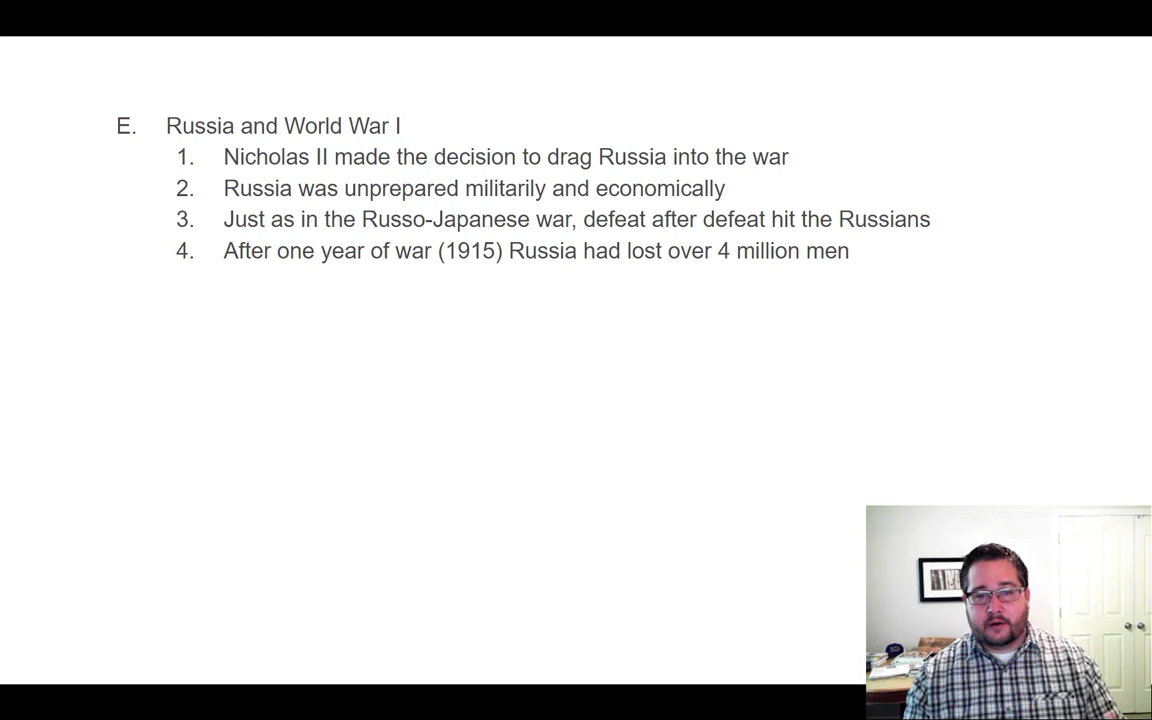 E. Russia and World War I
1. Nicholas II made the decision to drag Russia into the war
2. Russia was unprepared militarily and economically
3. Just as in the Russo-Japanese war, defeat after defeat hit the Russians
4. After one year of war (1915) Russia had lost over 4 million men